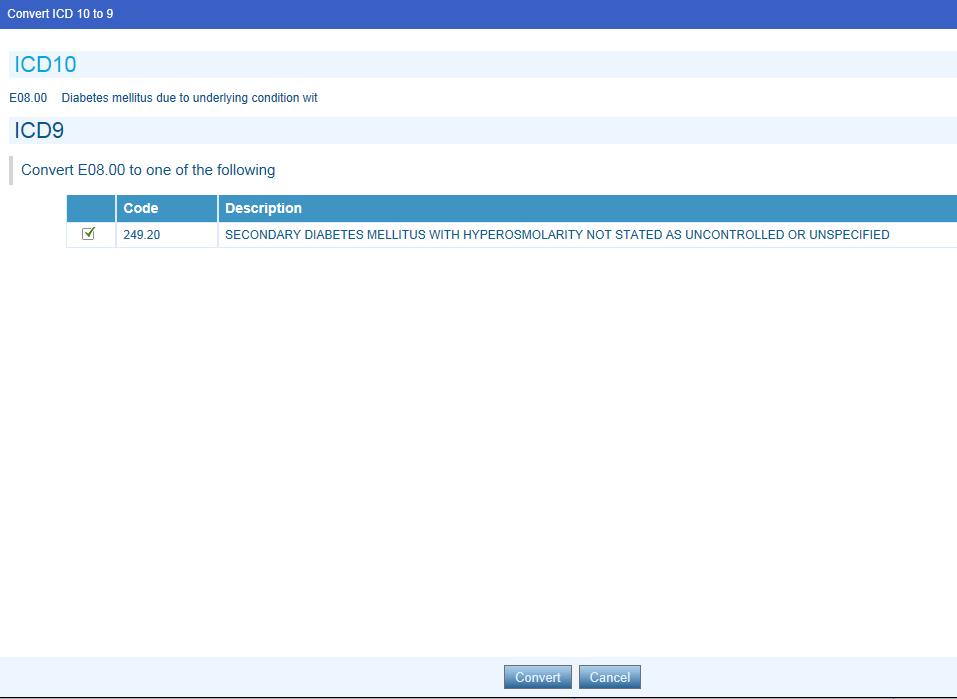 Convert ICD 10 to 9
ICD10
E08.00 Diabetes mellitus due to underlying condition wit
ICD9
Convert E08.00 to one of the following
Code Description
249.20 SECONDARY DIABETES MELLITUS WITH HYPEROSMOLARITY NOT STATED AS UNCONTROLLED OR UNSPECIFIED
Convert Cancel